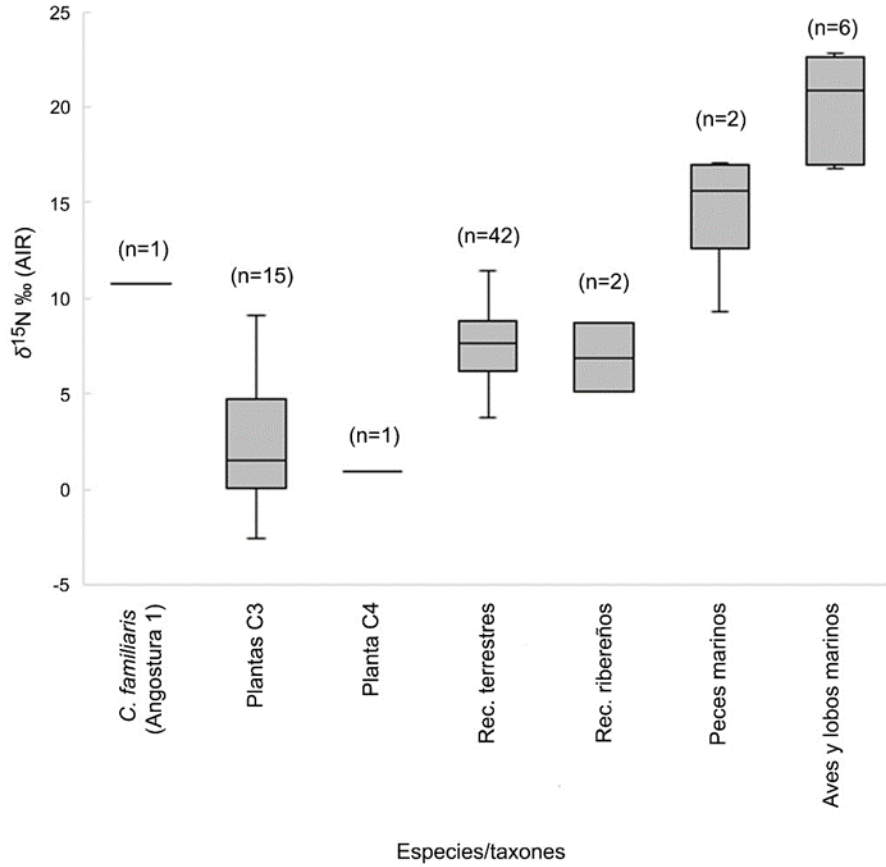 25
20
15
10
5
0
-5
δ15N ‰ (AIR)
(n=1)
(n=15)
(n=1)
(n=42)
(n=2)
(n=2)
(n=6)
C. familiaris
(Angostura 1)
Plantas C3
Planta C4
Rec. terrestres
Rec. ribereños
Peces marinos
Aves y lobos marinos
Especies/taxones